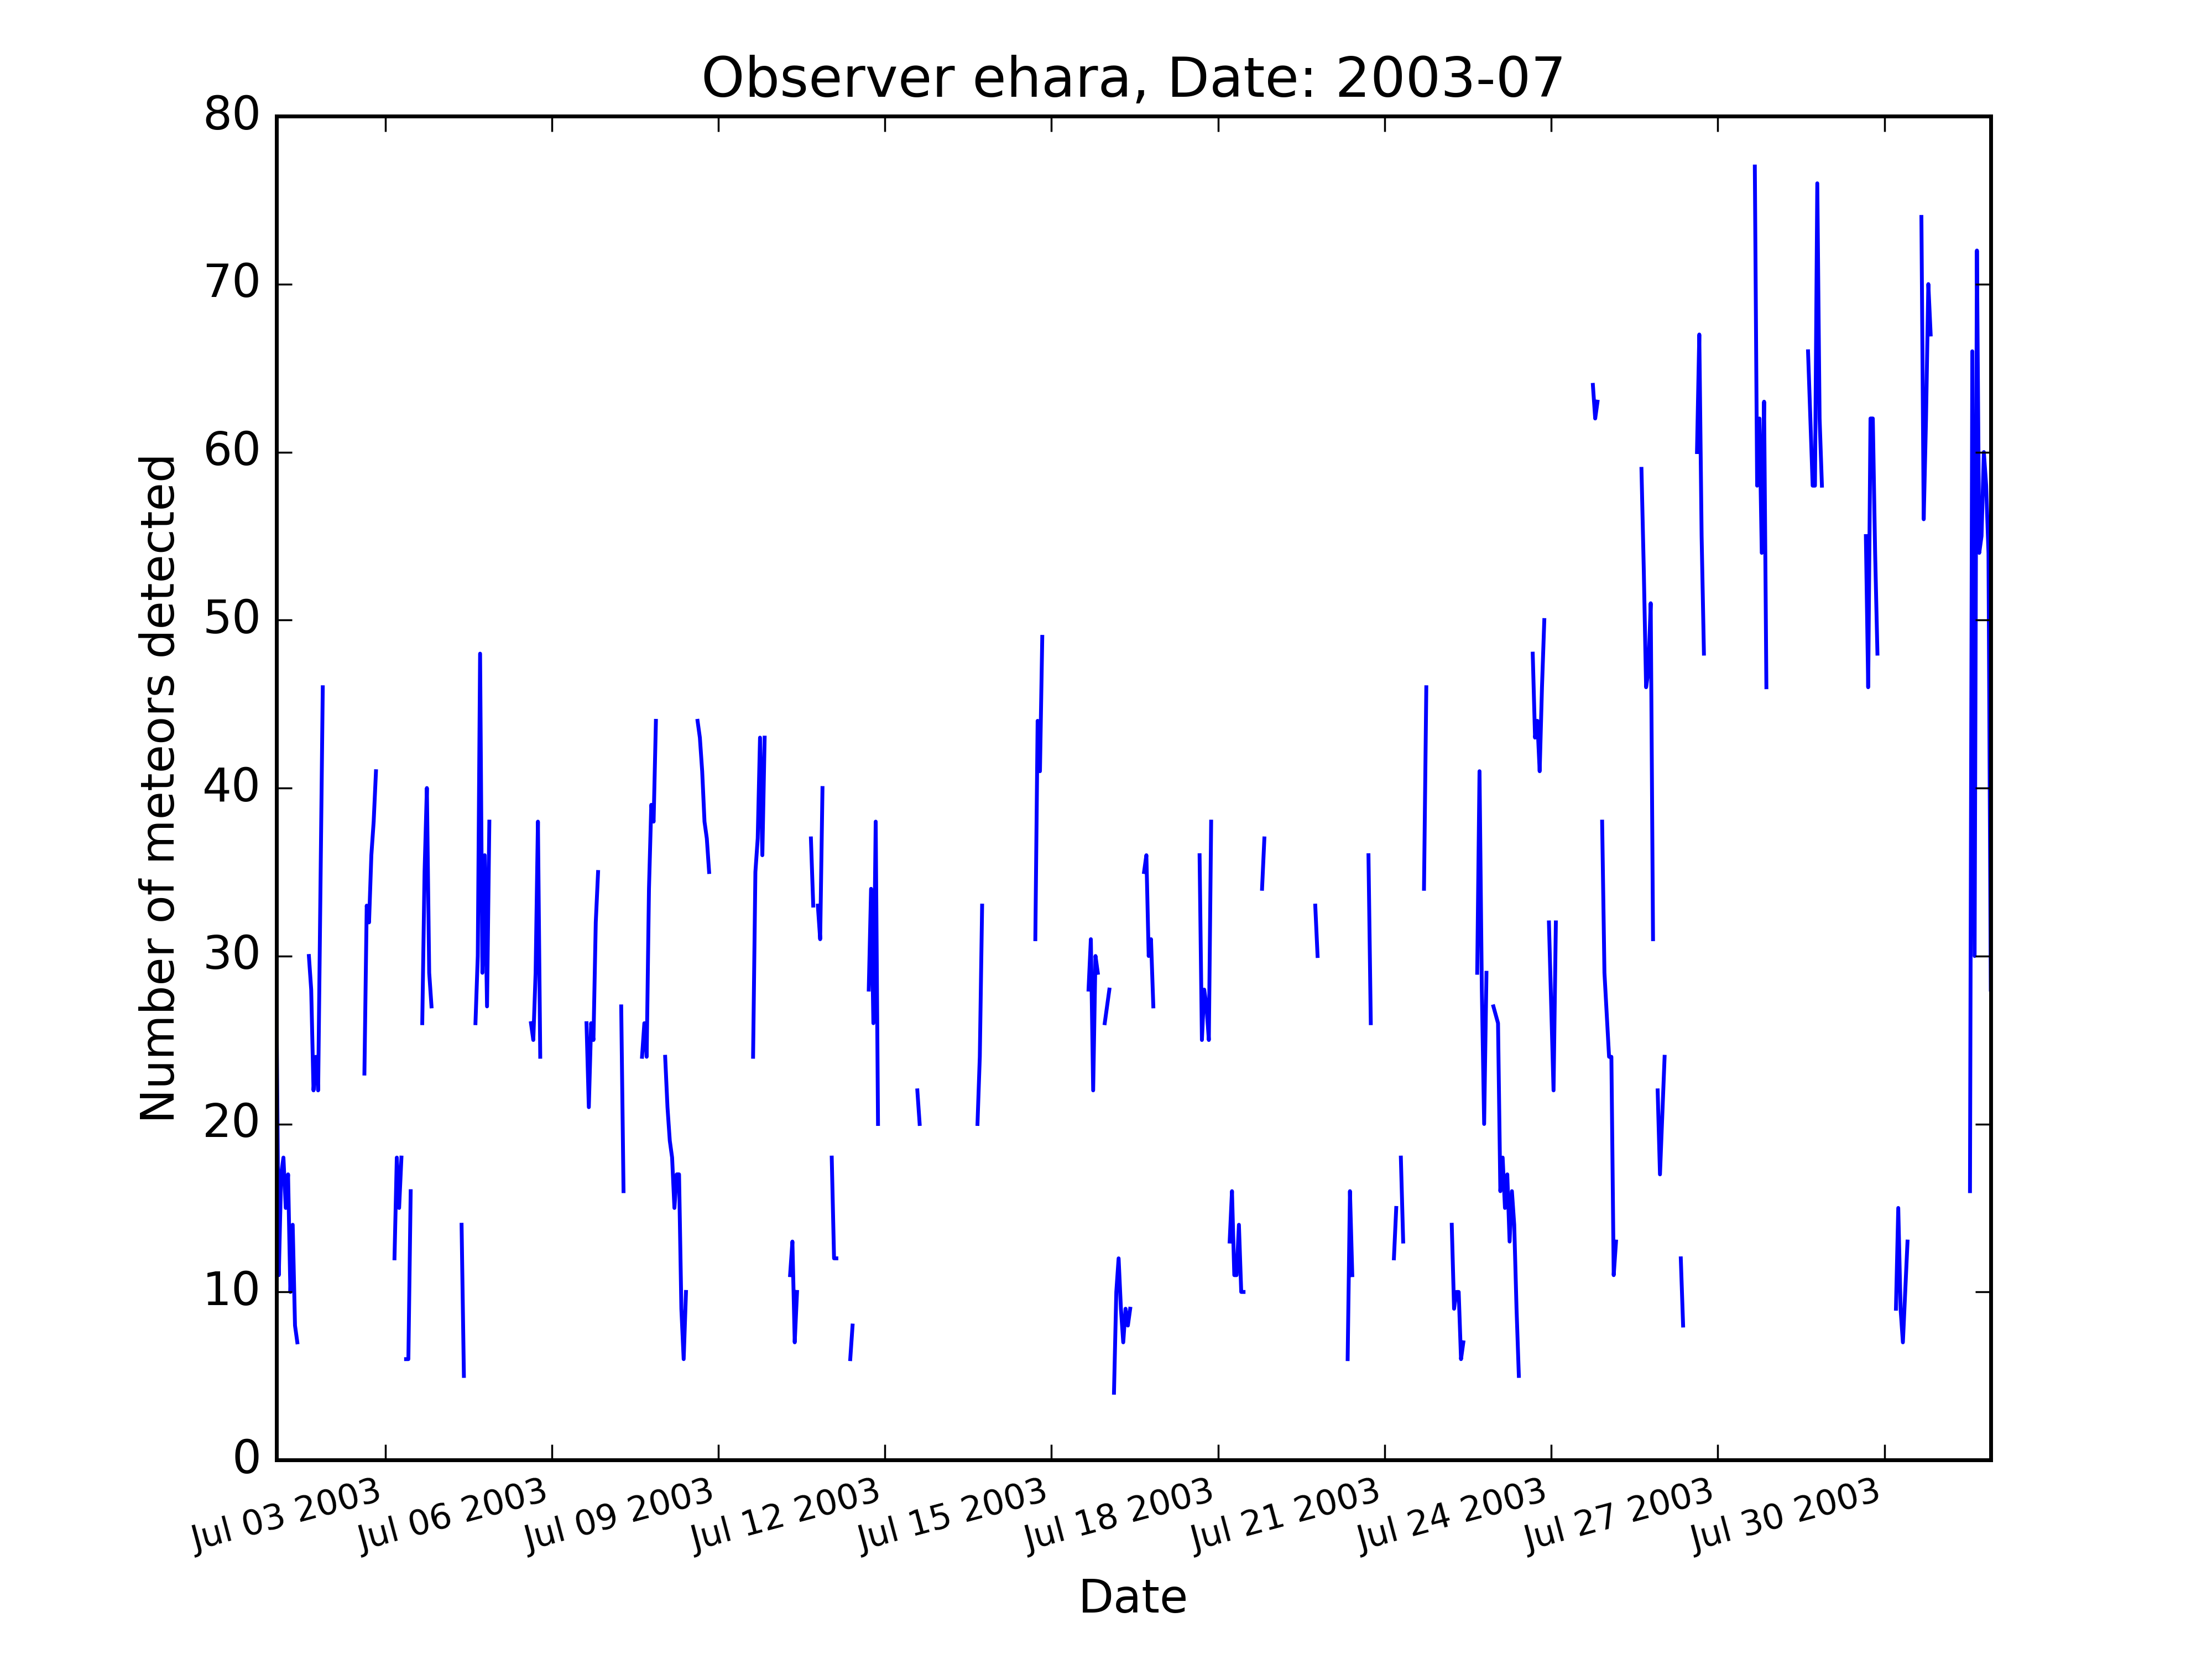 Observer ehara, Date: 2003-07
Number of meteors detected
80
70
60
50
40
30
20
10
0
Jul 03 2003
Jul 06 2003
Jul 09 2003
Jul 12 2003
Jul 15 2003
Jul 18 2003
Jul 21 2003
Jul 24 2003
Jul 27 2003
Jul 30 2003
Date